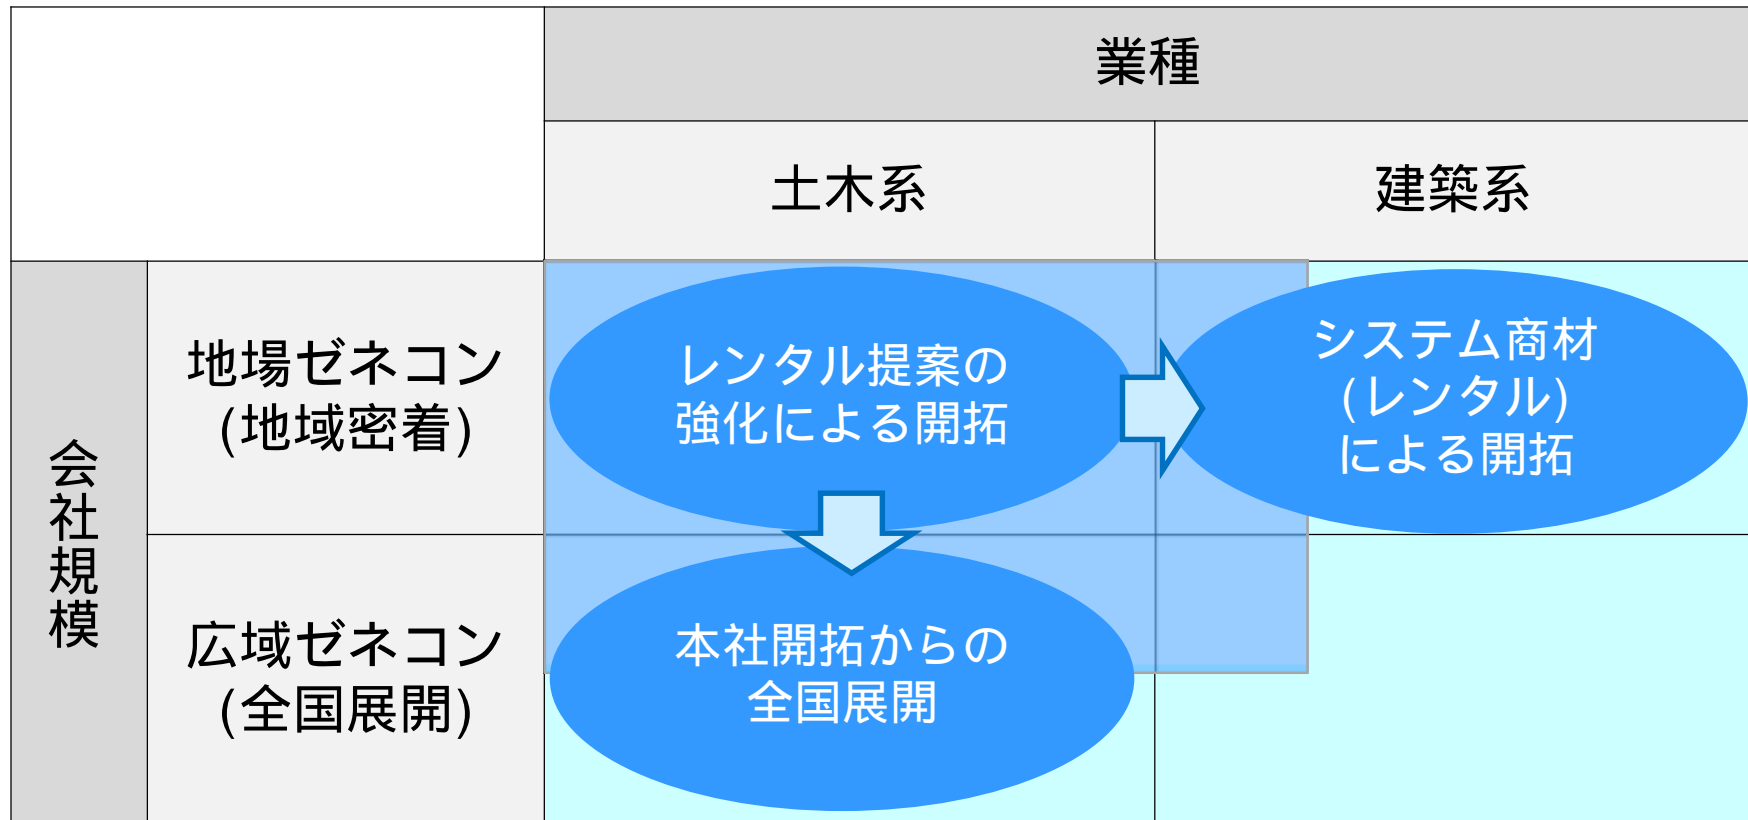 業種
土木系
建築系
会社規模
地場ゼネコン
(地域密着)
レンタル提案の
強化による開拓
システム商材
(レンタル)
による開拓
広域ゼネコン
(全国展開)
本社開拓からの
全国展開